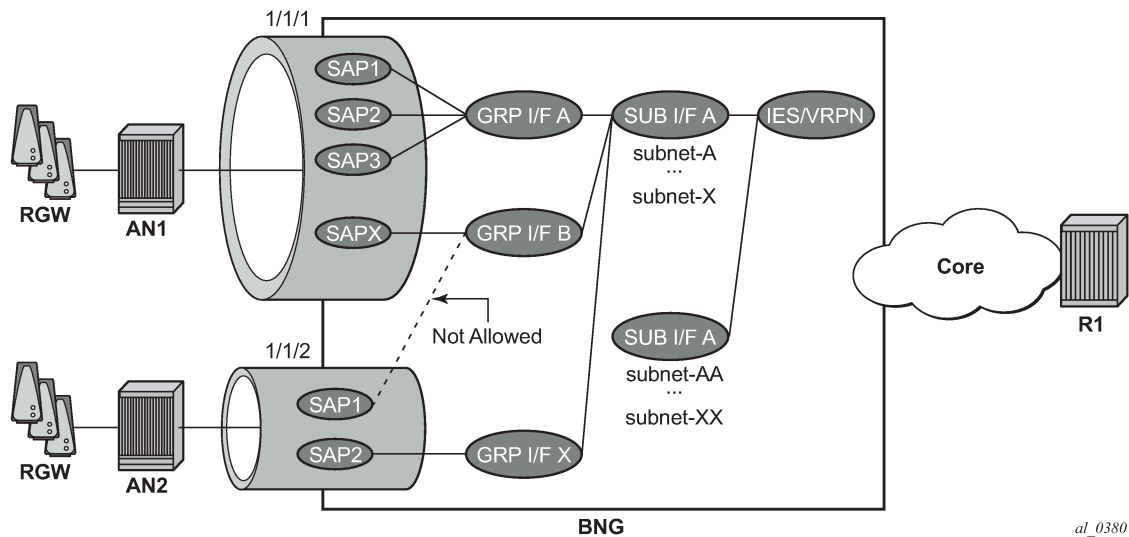 1/1/1
SAP1
SAP2
GRP I/F A
SUB I/F A
IES/VRPN
SAP3
subnet-A
...
subnet-X
RGW
AN1
SAPX
GRP I/F B
Core
Not Allowed
SUB I/F A
R1
1/1/2
subnet-AA
...
subnet-XX
SAP1
SAP2
GRP I/F X
RGW
AN2
BNG
al_0380